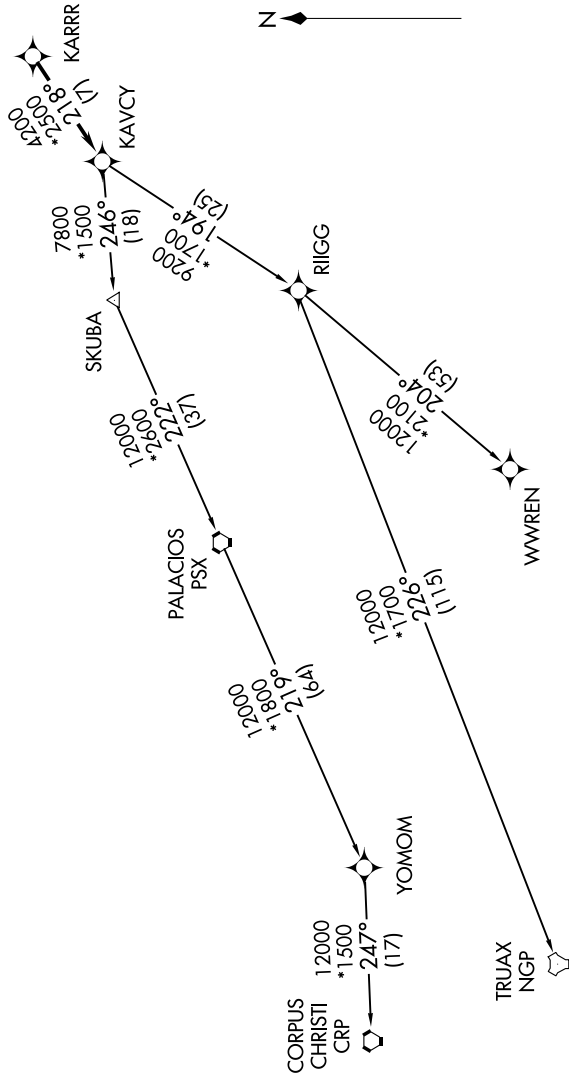 N
KARRR
4200
*2500
218°
(7)
KAVCY
7800
*1500
246°
(18)
9200
*1700
194°
(25)
SKUBA
RIIGG
12000
*2600
222°
(37)
12000
*2100
204°
(53)
PALACIOS
PSX
WWREN
12000
*1700
226°
(115)
12000
*1800
219°
(64)
YOMOM
12000
*1500
247°
(17)
TRUAX
NGP
CORPUS
CHRISTI
CRP